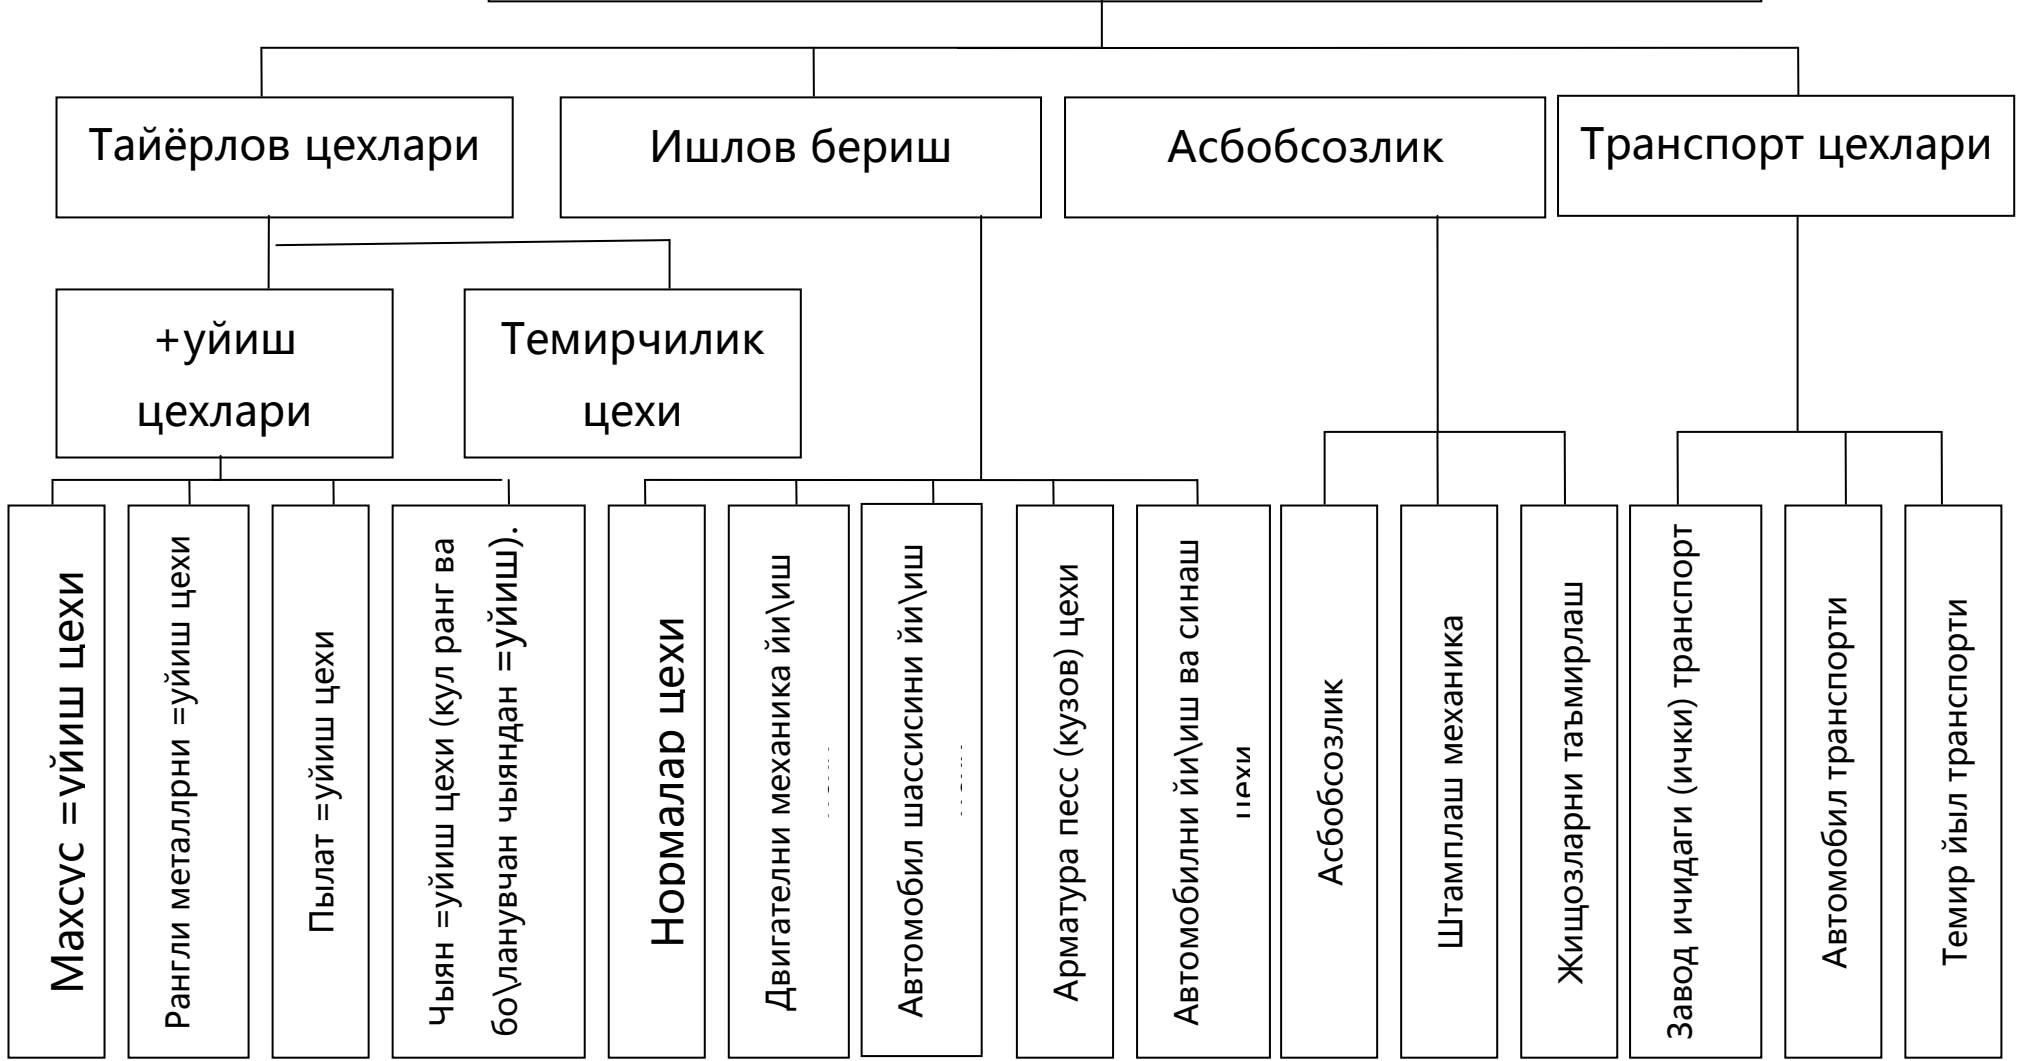 Тайёрлов цехлари
Ишлов бериш
Асбобсозлик
Транспорт цехлари
+уйиш
цехлари
Темирчилик
цехи
Махсус =уйиш цехи
Рангли металлрни =уйиш цехи
Пылат =уйиш цехи
Чыян =уйиш цехи (кул ранг ва
бо\ланувчан чыяндан =уйиш).
Нормалар цехи
Двигателни механика йи\иш
Автомобил шассисини йи\иш
Арматура песс (кузов) цехи
Автомобилни йи\иш ва синаш
цехи
Асбобсозлик
Штамплаш механика
Жищозларни таъмирлаш
Завод ичидаги (ички) транспорт
Автомобил транспорти
Темир йыл транспорти